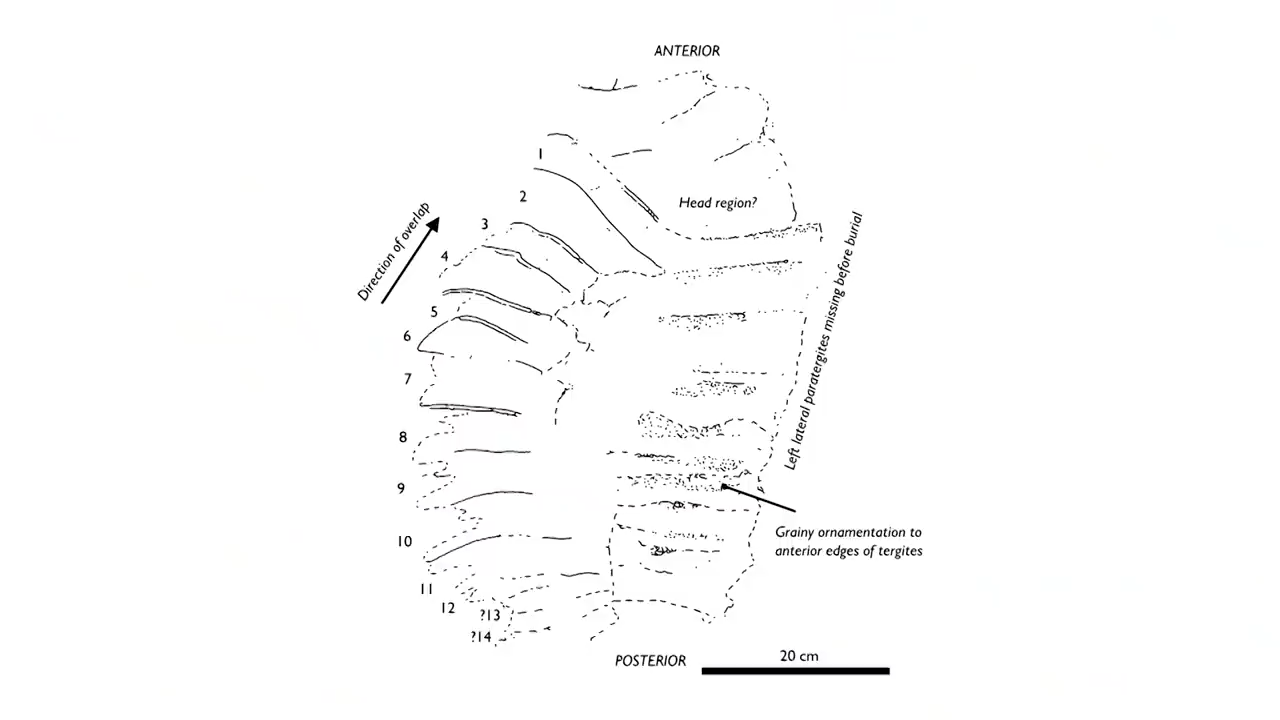 ANTERIOR
1
2
Head region?
3
Direction of overlap
4
Left lateral paratergites missing before burial
5
6
7
8
9
Grainy ornamentation to
anterior edges of tergites
10
11
12
?13
?14
POSTERIOR
20 cm